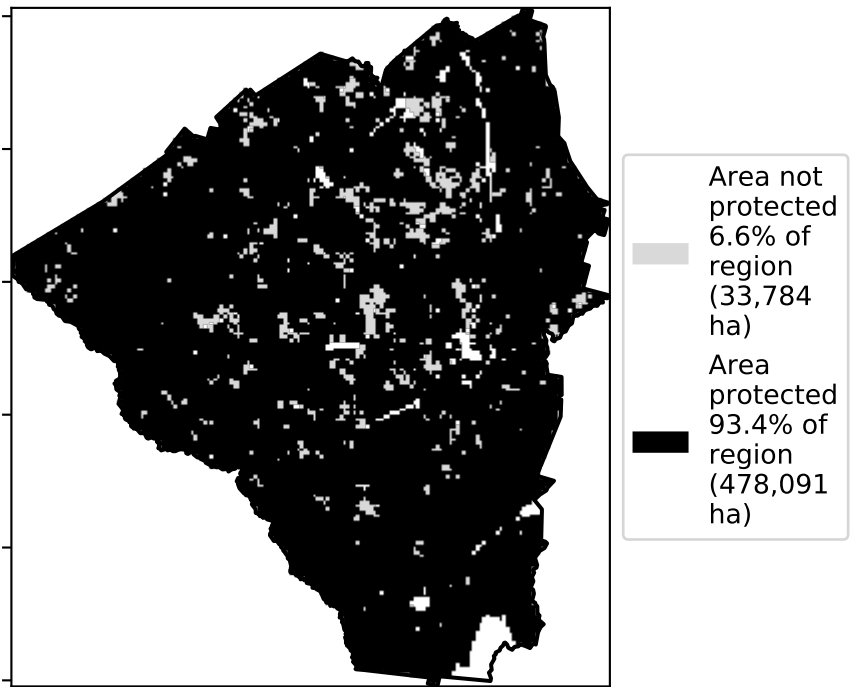 Area not
protected
6.6% of
region
(33,784
ha)
Area
protected
93.4% of
region
(478,091
ha)